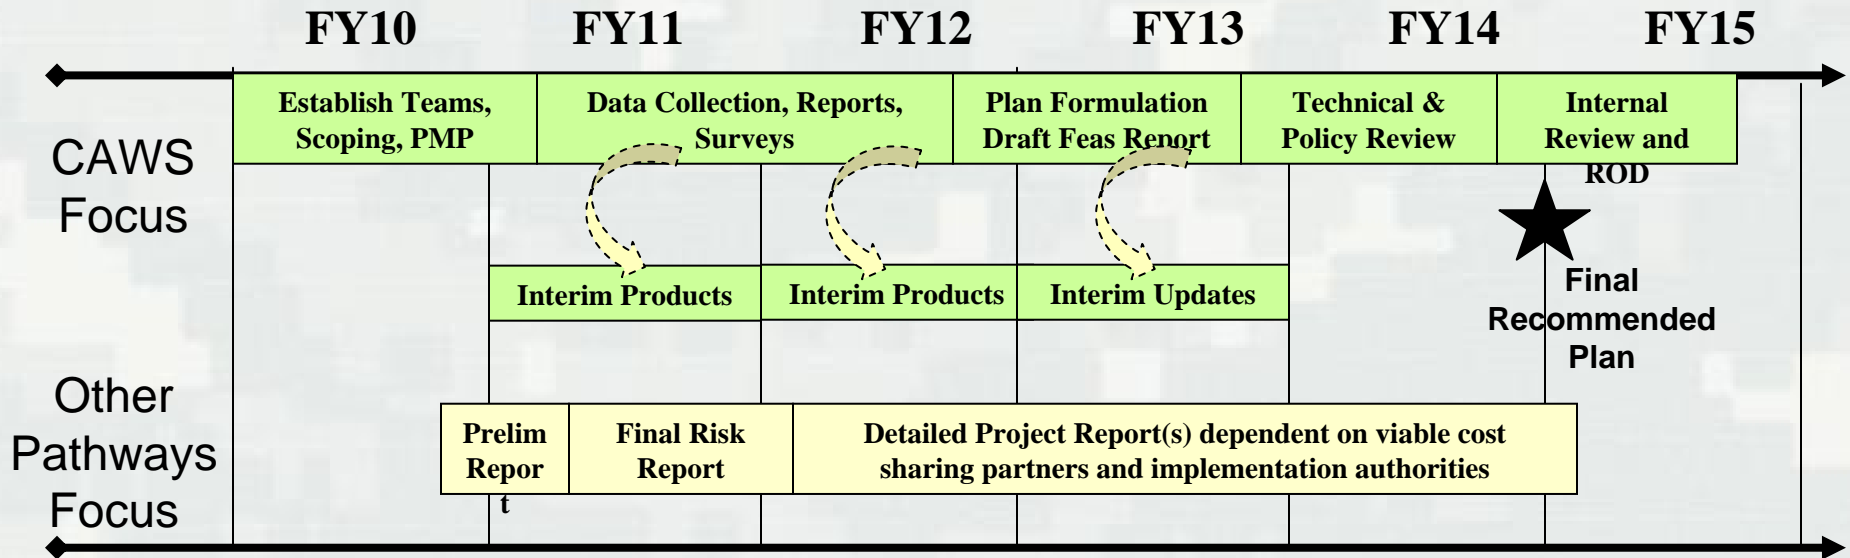 FY10 FY11 FY12 FY13 FY14 FY15
CAWS
Focus
Establish Teams,
Scoping, PMP
Data Collection, Reports,
Surveys
Plan Formulation
Draft Feas Report
Technical &
Policy Review
Internal
Review and
ROD
Interim Products
Interim Products
Interim Updates
Final
Recommended
Plan
Other
Pathways
Focus
Prelim
Repor
t
Final Risk
Report
Detailed Project Report(s) dependent on viable cost
sharing partners and implementation authorities